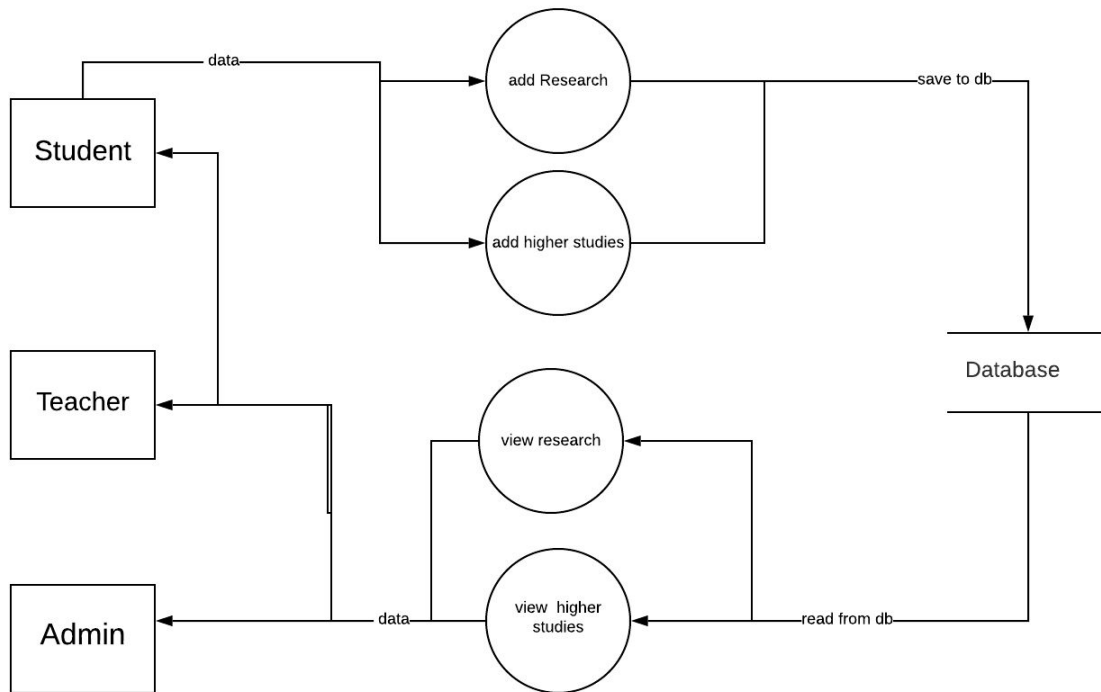 data
add Research
save to db
Student
add higher studies
Database
Teacher
view research
view higher
studies
data
read from db
Admin